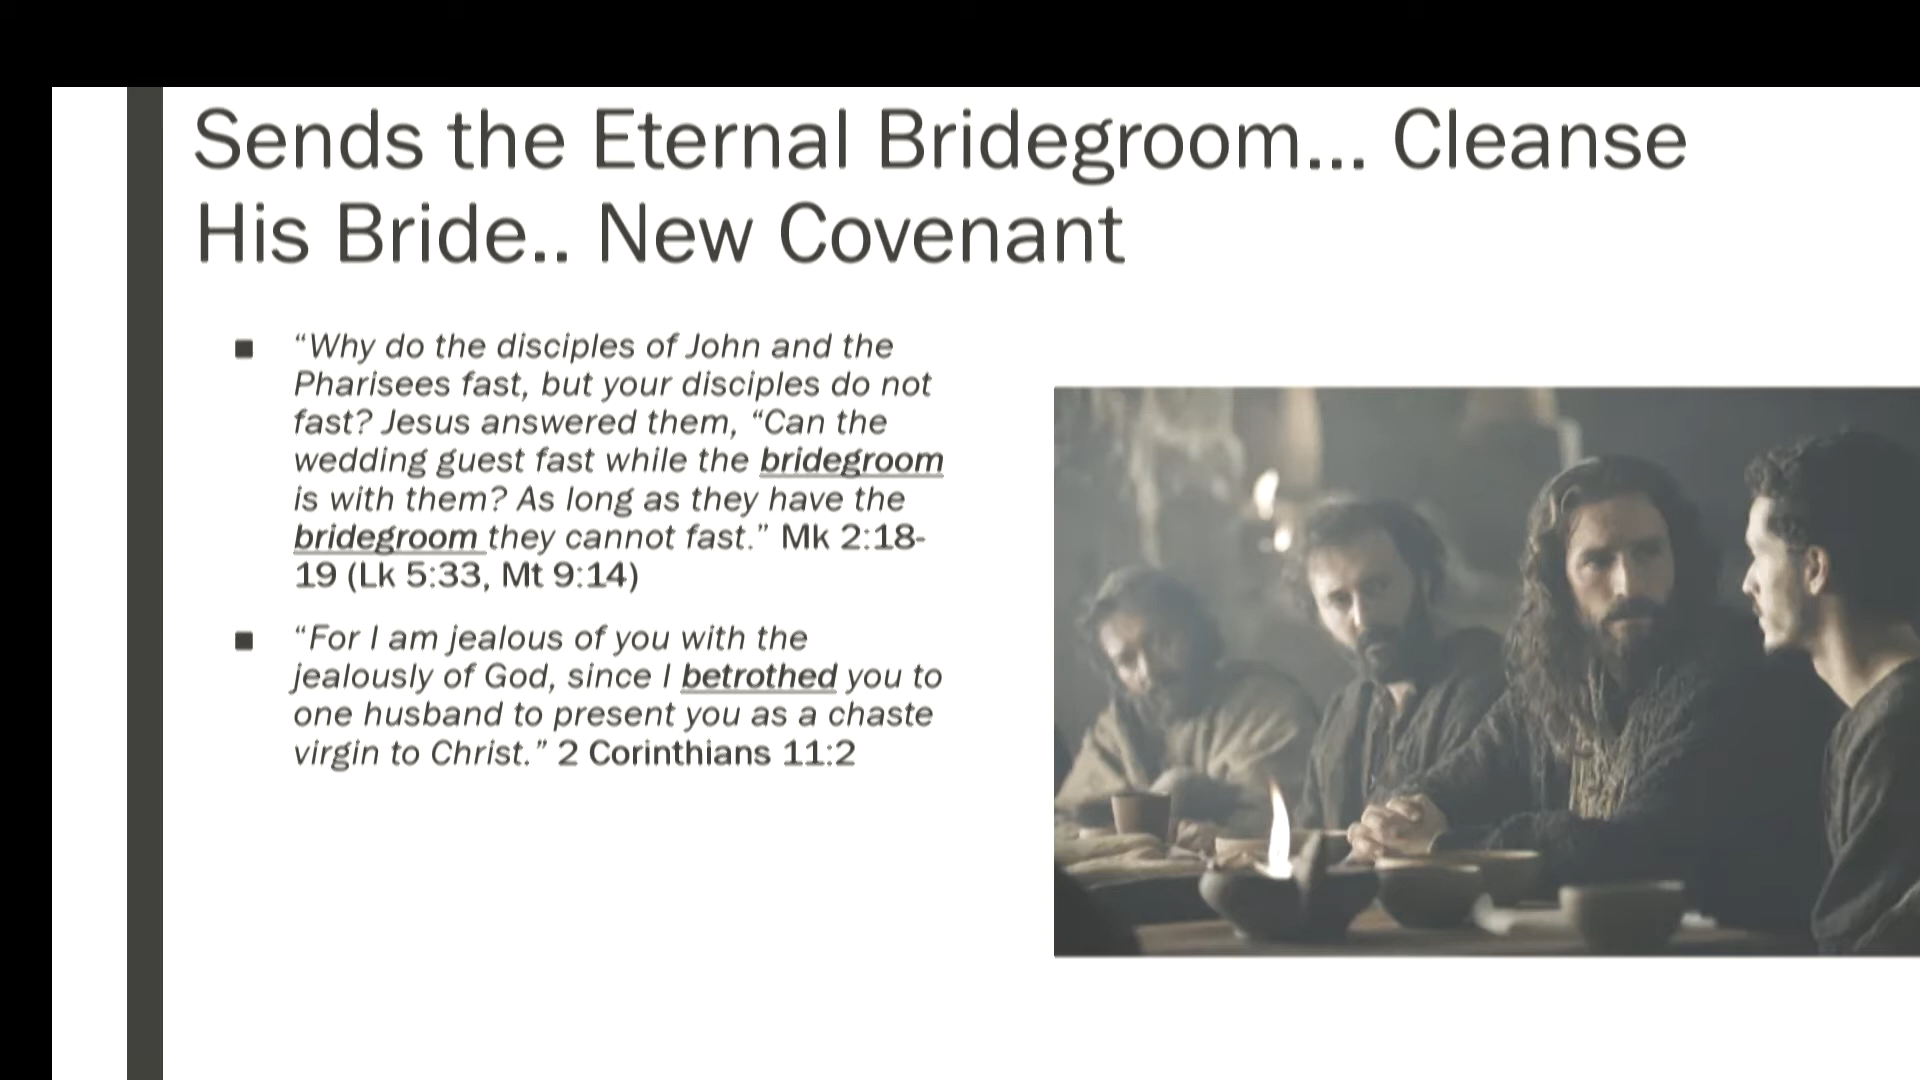 Sends the Eternal Bridegroom... Cleanse
His Bride.. New Covenant
■ “Why do the disciples of John and the
Pharisees fast, but your disciples do not
fast? Jesus answered them, “Can the
wedding guest fast while the bridegroom
is with them? As long as they have the
bridegroom they cannot fast.” Mk 2:18-
19 (Lk 5:33, Mt 9:14)
■ “For I am jealous of you with the
jealously of God, since I betrothed you to
one husband to present you as a chaste
virgin to Christ.” 2 Corinthians 11:2